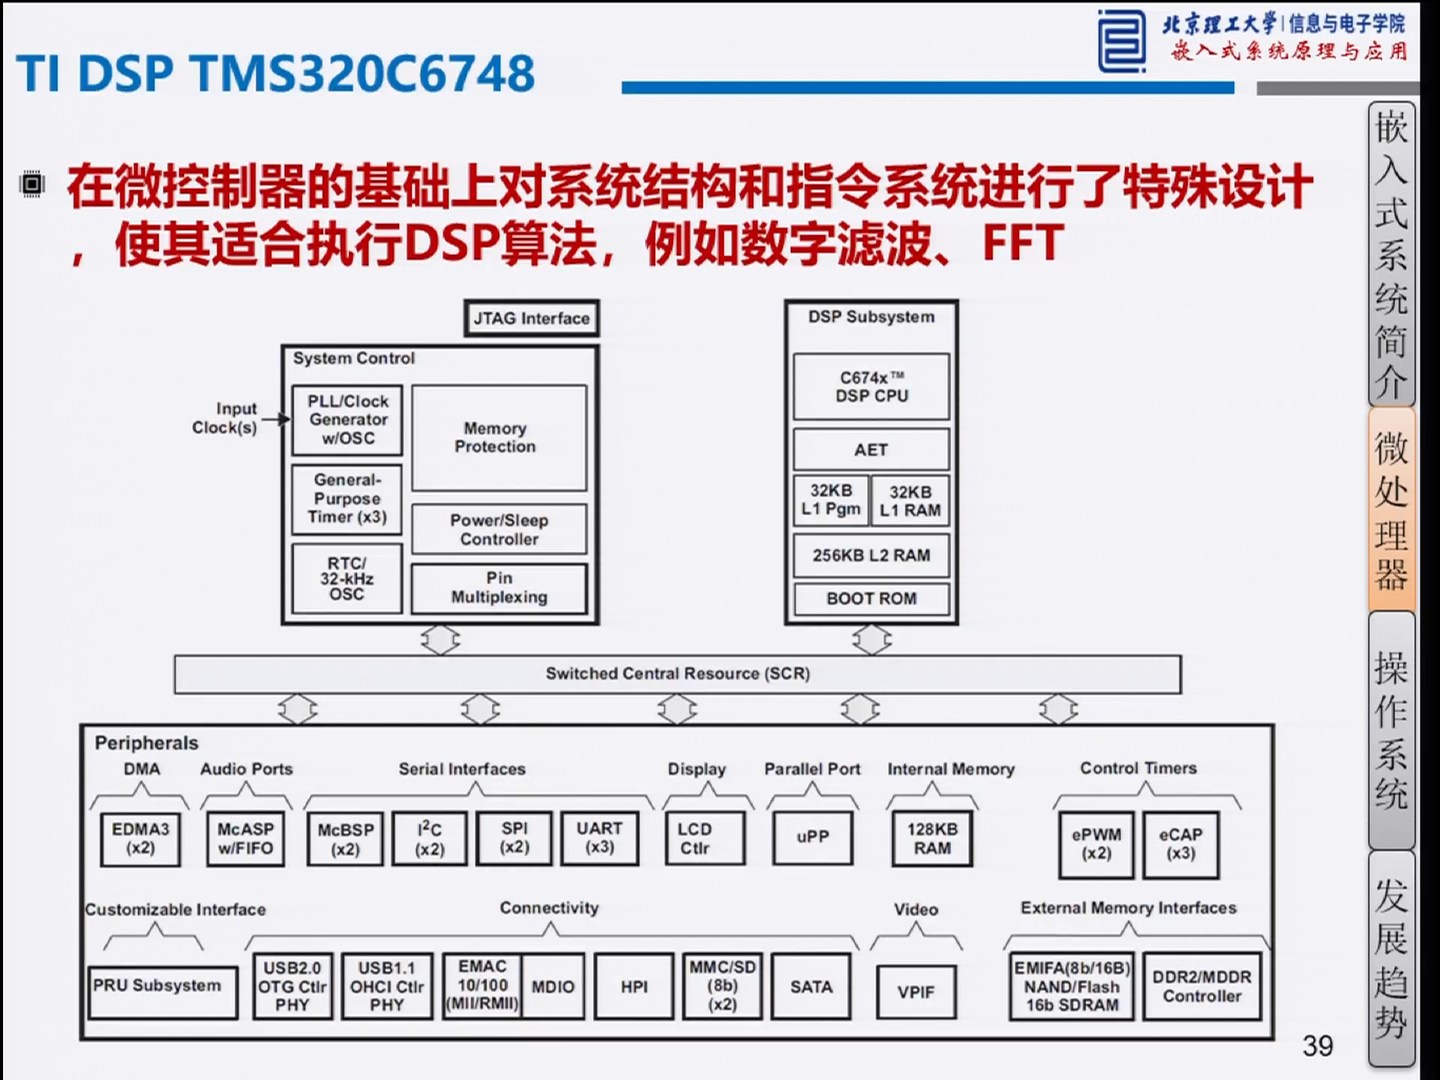 北京理工大学|信息与电子学院
嵌入式系统原理与应用
TI DSP TMS320C6748
在微控制器的基础上对系统结构和指令系统进行了特殊设计
，使其适合执行DSP算法，例如数字滤波、FFT
JTAG Interface
System Control
Input
Clock(s)
PLL/Clock
Generator
w/OSC
General-
Purpose
Timer (x3)
RTC/
32-kHz
OSC
Memory
Protection
Power/Sleep
Controller
Pin
Multiplexing
DSP Subsystem
C674x™
DSP CPU
AET
32KB
L1 Pgm
32KB
L1 RAM
256KB L2 RAM
BOOT ROM
Switched Central Resource (SCR)
Peripherals
DMA
EDMA3
(x2)
Audio Ports
McASP
w/FIFO
Serial Interfaces
McBSP
(x2)
I²C
(x2)
SPI
(x2)
UART
(x3)
Display
LCD
Ctlr
Parallel Port
uPP
Internal Memory
128KB
RAM
Control Timers
ePWM
(x2)
eCAP
(x3)
Customizable Interface
PRU Subsystem
Connectivity
USB2.0
OTG Ctlr
PHY
USB1.1
OHCI Ctlr
PHY
EMAC
10/100
(MII/RMII)
MDIO
HPI
MMC/SD
(8b)
(x2)
SATA
Video
VPIF
External Memory Interfaces
EMIFA(8b/16B)
NAND/Flash
16b SDRAM
DDR2/MDDR
Controller
嵌入式系统简介
微处理器
操作系统
发展趋势
39